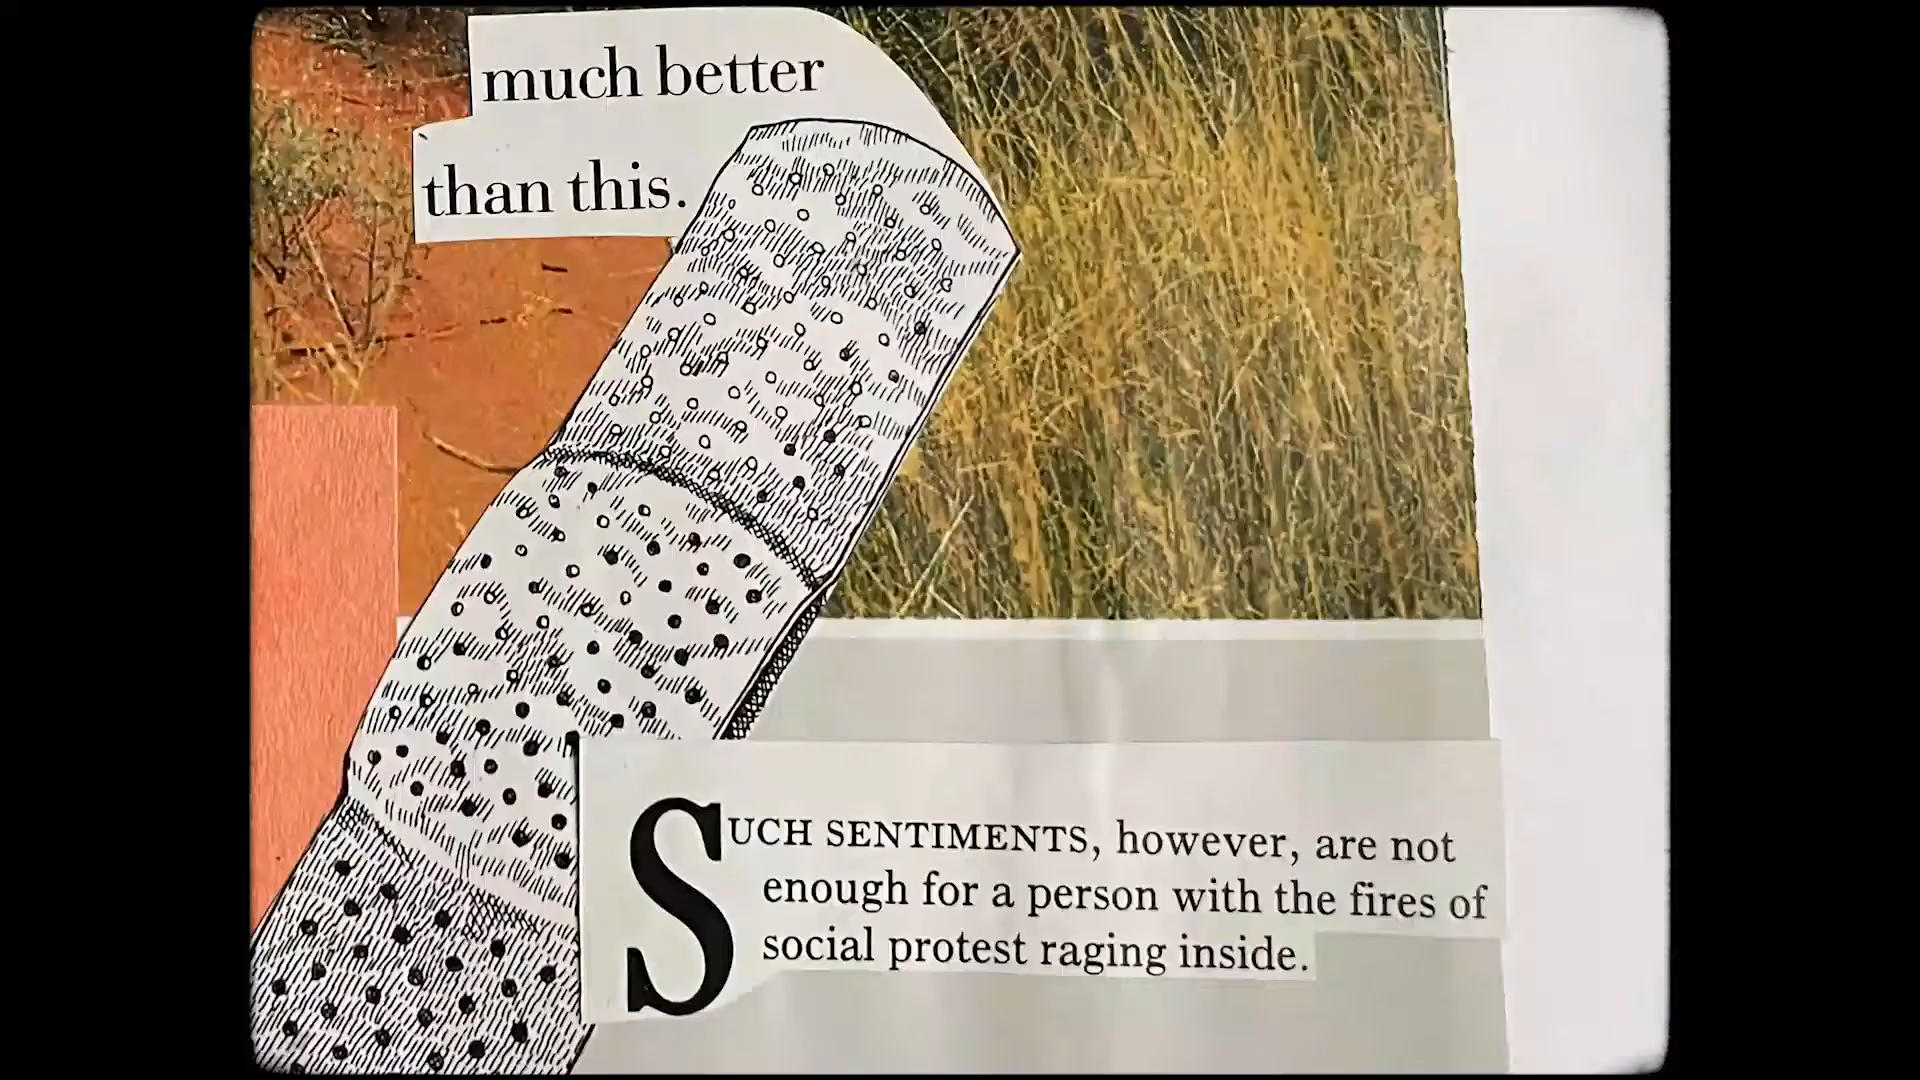 much better
than this.
SUCH SENTIMENTS, however, are not
enough for a person with the fires of
social protest raging inside.